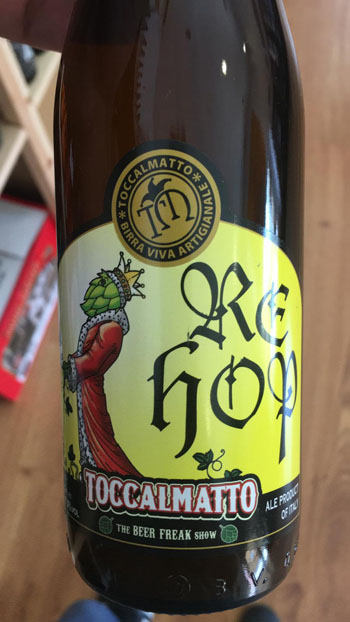 *TOCCALMATTO*
BIRRA VIVA ARTIGIANALE
TM
RE
HOP
TOCCALMATTO
THE BEER FREAK SHOW
ALE PRODUCT
OF ITALY